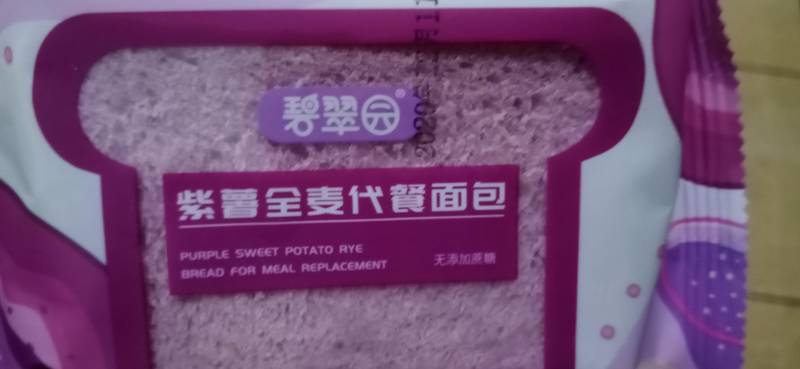 碧翠园®
紫薯全麦代餐面包
PURPLE SWEET POTATO RYE
BREAD FOR MEAL REPLACEMENT
无添加蔗糖